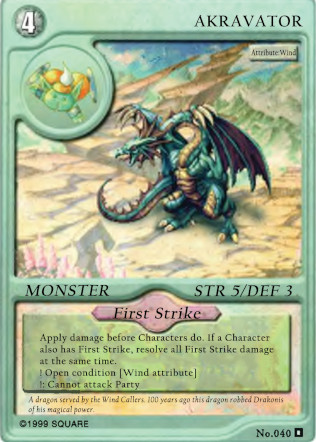 4
AKRAVATOR
Attribute:Wind
MONSTER STR 5/DEF 3
First Strike
Apply damage before Characters do. If a Character
also has First Strike, resolve all First Strike damage
at the same time.
! Open condition [Wind attribute]
!: Cannot attack Party
A dragon served by the Wind Callers. 100 years ago this dragon robbed Drakonis
of his magical power.
©1999 SQUARE
No.040